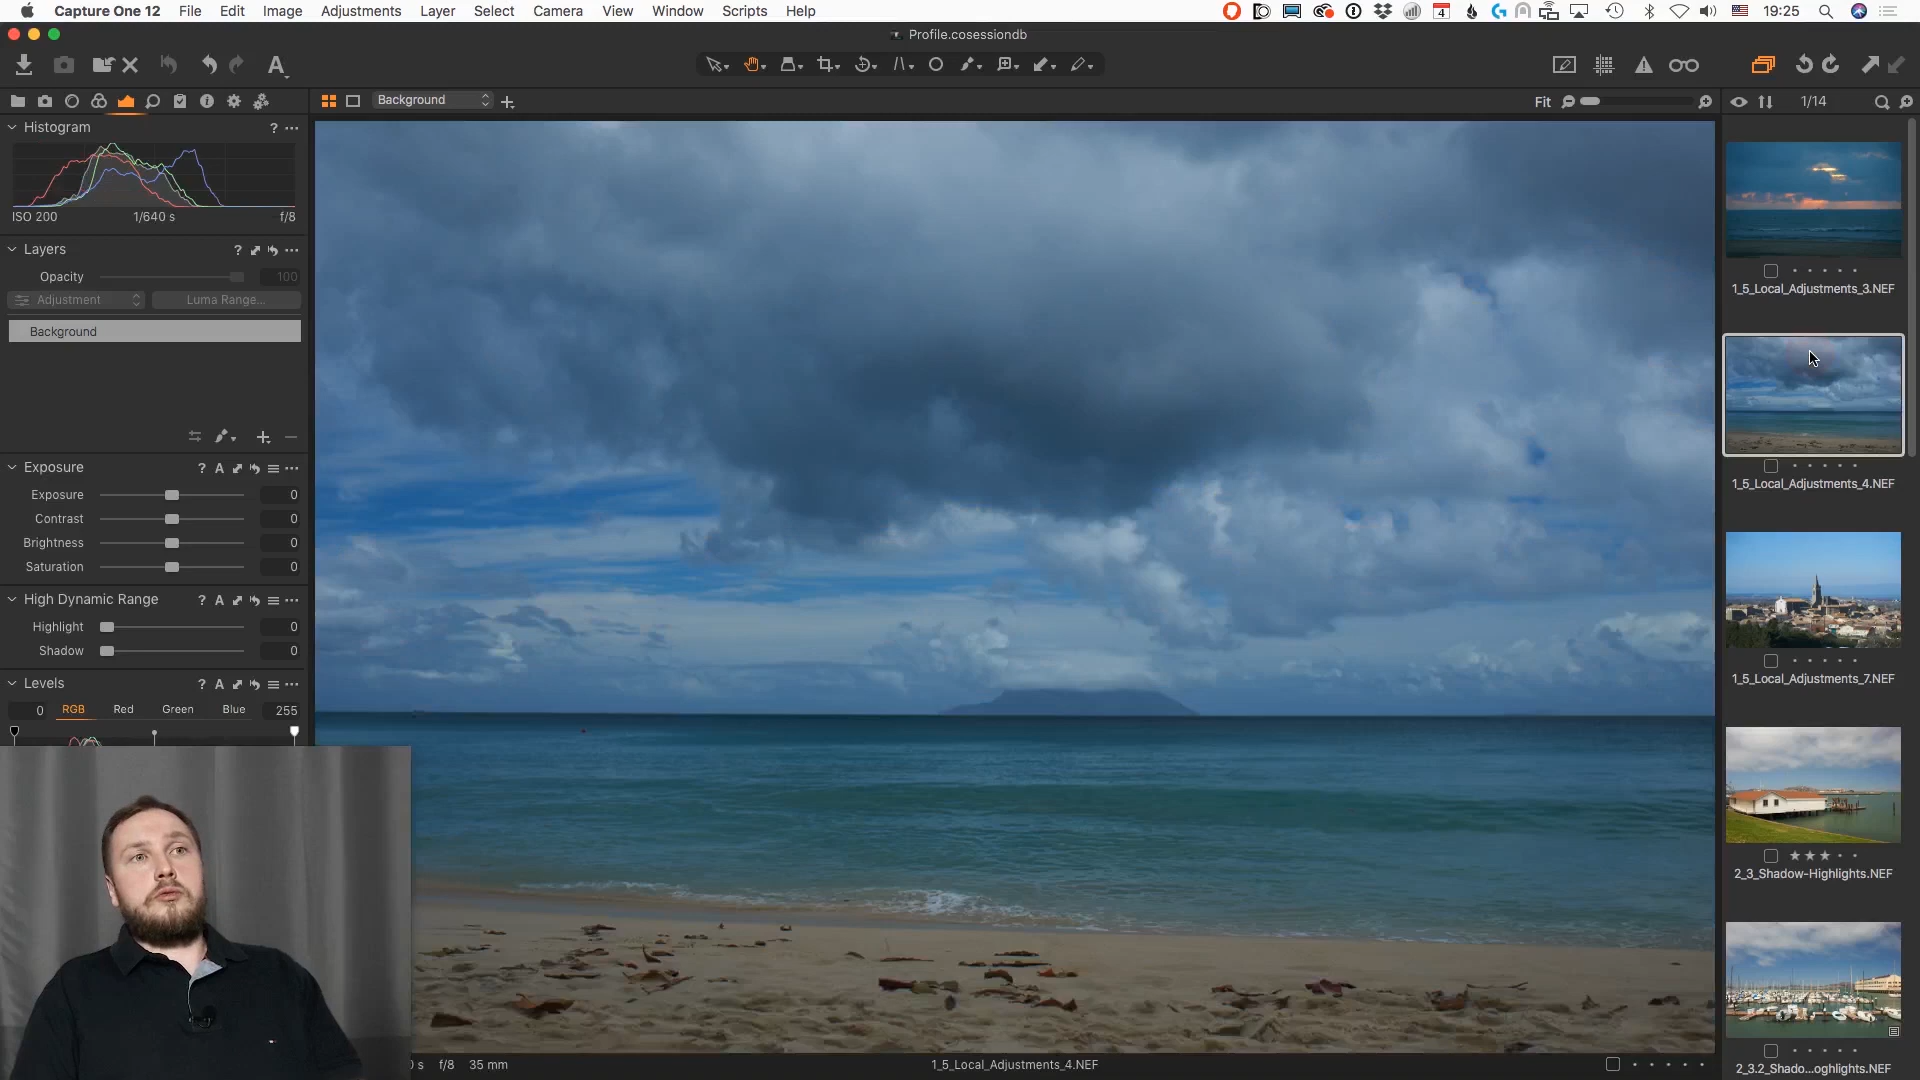 Capture One 12 File Edit Image Adjustments Layer Select Camera View Window Scripts Help 4 19:25
Profile.cosessiondb
Background Fit 1/14
Histogram ?
ISO 200 1/640 s f/8
Layers ?
Opacity 100
Adjustment Luma Range...
Background
Exposure ? A
Exposure 0
Contrast 0
Brightness 0
Saturation 0
High Dynamic Range ? A
Highlight 0
Shadow 0
Levels ? A
0 RGB Red Green Blue 255
1_5_Local_Adjustments_3.NEF
1_5_Local_Adjustments_4.NEF
1_5_Local_Adjustments_7.NEF
2_3_Shadow-Highlights.NEF
2_3.2_Shado...oghlights.NEF
s f/8 35 mm 1_5_Local_Adjustments_4.NEF